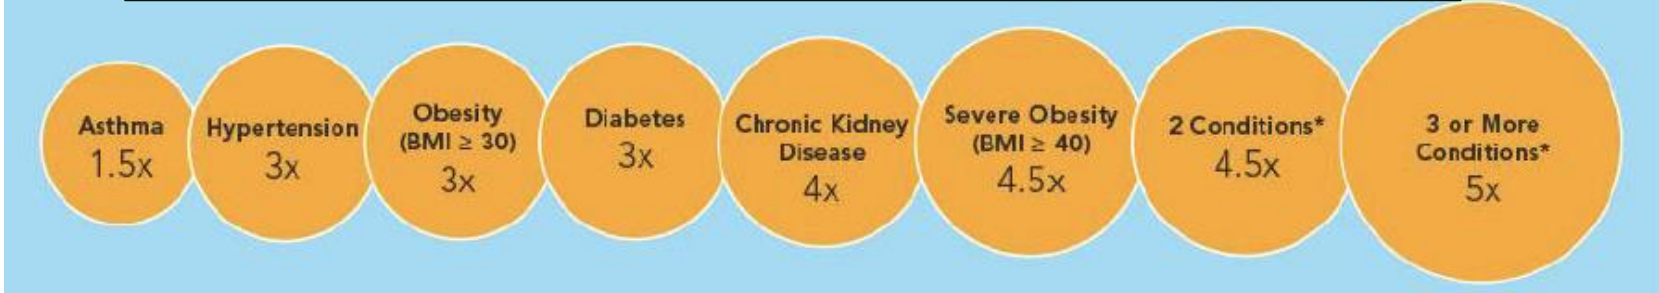 Asthma
1.5x
Hypertension
3x
Obesity
(BMI ≥ 30)
3x
Diabetes
3x
Chronic Kidney
Disease
4x
Severe Obesity
(BMI ≥ 40)
4.5x
2 Conditions*
4.5x
3 or More
Conditions*
5x